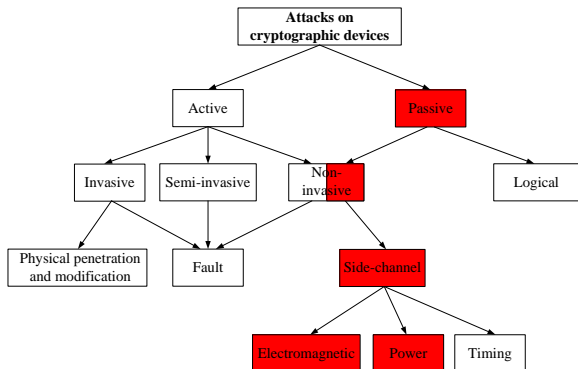 Attacks on
cryptographic devices
Active
Passive
Invasive
Semi-invasive
Non-
invasive
Logical
Physical penetration
and modification
Fault
Side-channel
Electromagnetic
Power
Timing